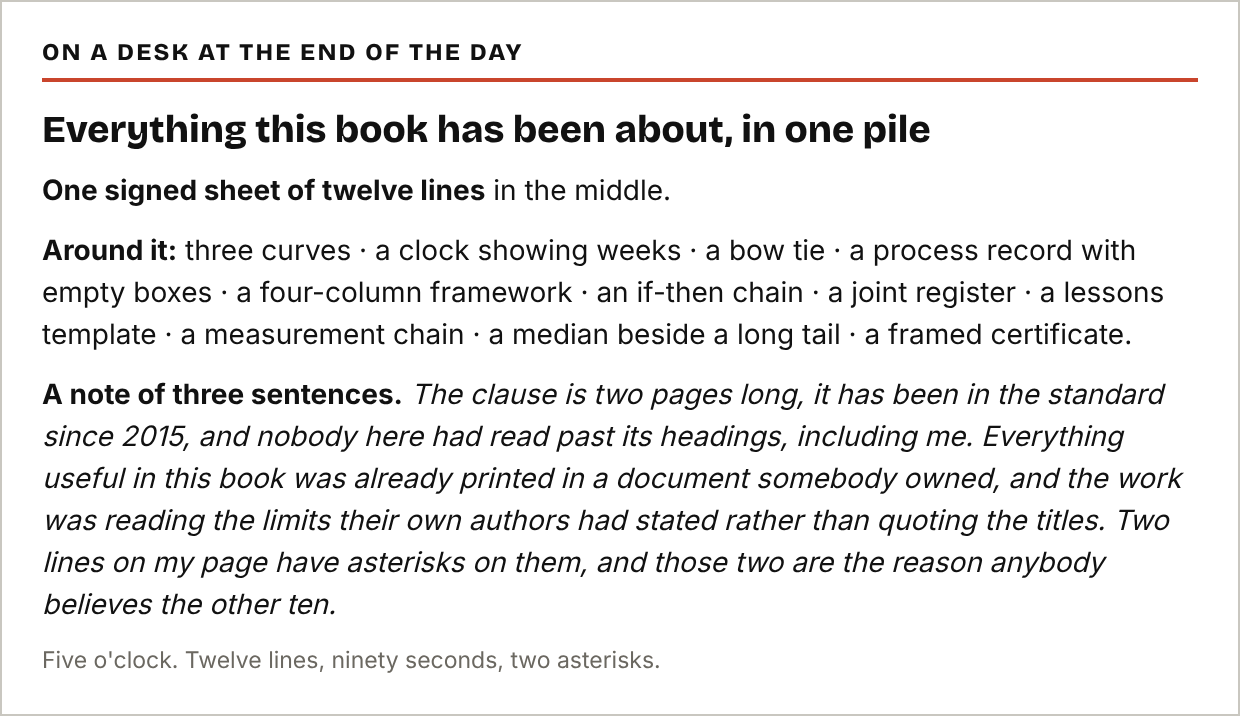 ON A DESK AT THE END OF THE DAY
Everything this book has been about, in one pile
One signed sheet of twelve lines in the middle.
Around it: three curves · a clock showing weeks · a bow tie · a process record with
empty boxes · a four-column framework · an if-then chain · a joint register · a lessons
template · a measurement chain · a median beside a long tail · a framed certificate.
A note of three sentences. The clause is two pages long, it has been in the standard
since 2015, and nobody here had read past its headings, including me. Everything
useful in this book was already printed in a document somebody owned, and the work
was reading the limits their own authors had stated rather than quoting the titles. Two
lines on my page have asterisks on them, and those two are the reason anybody
believes the other ten.
Five o'clock. Twelve lines, ninety seconds, two asterisks.